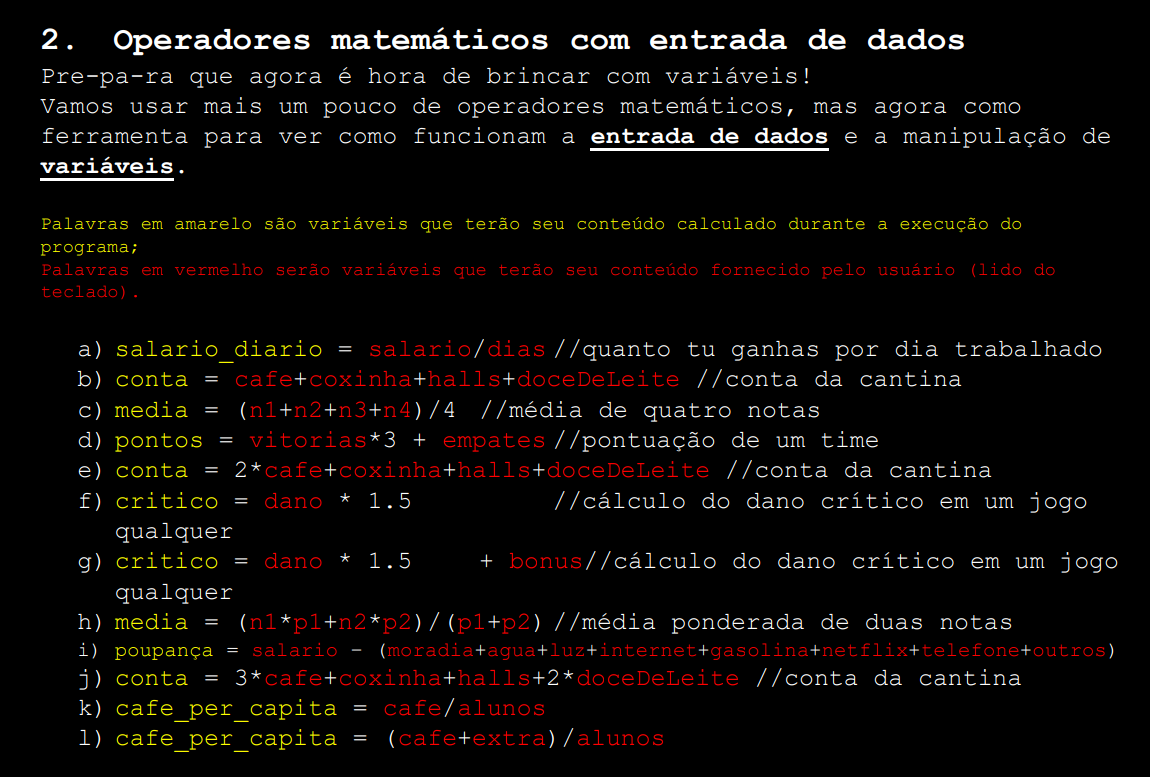 2. Operadores matemáticos com entrada de dados
Pre-pa-ra que agora é hora de brincar com variáveis!
Vamos usar mais um pouco de operadores matemáticos, mas agora como
ferramenta para ver como funcionam a entrada de dados e a manipulação de
variáveis.
Palavras em amarelo são variáveis que terão seu conteúdo calculado durante a execução do
programa;
Palavras em vermelho serão variáveis que terão seu conteúdo fornecido pelo usuário (lido do
teclado).
a) salario_diario = salario/dias //quanto tu ganhas por dia trabalhado
b) conta = cafe+coxinha+halls+doceDeLeite //conta da cantina
c) media = (n1+n2+n3+n4)/4 //média de quatro notas
d) pontos = vitorias*3 + empates //pontuação de um time
e) conta = 2*cafe+coxinha+halls+doceDeLeite //conta da cantina
f) critico = dano * 1.5 //cálculo do dano crítico em um jogo
qualquer
g) critico = dano * 1.5 + bonus//cálculo do dano crítico em um jogo
qualquer
h) media = (n1*p1+n2*p2)/(p1+p2) //média ponderada de duas notas
i) poupança = salario - (moradia+agua+luz+internet+gasolina+netflix+telefone+outros)
j) conta = 3*cafe+coxinha+halls+2*doceDeLeite //conta da cantina
k) cafe_per_capita = cafe/alunos
l) cafe_per_capita = (cafe+extra)/alunos